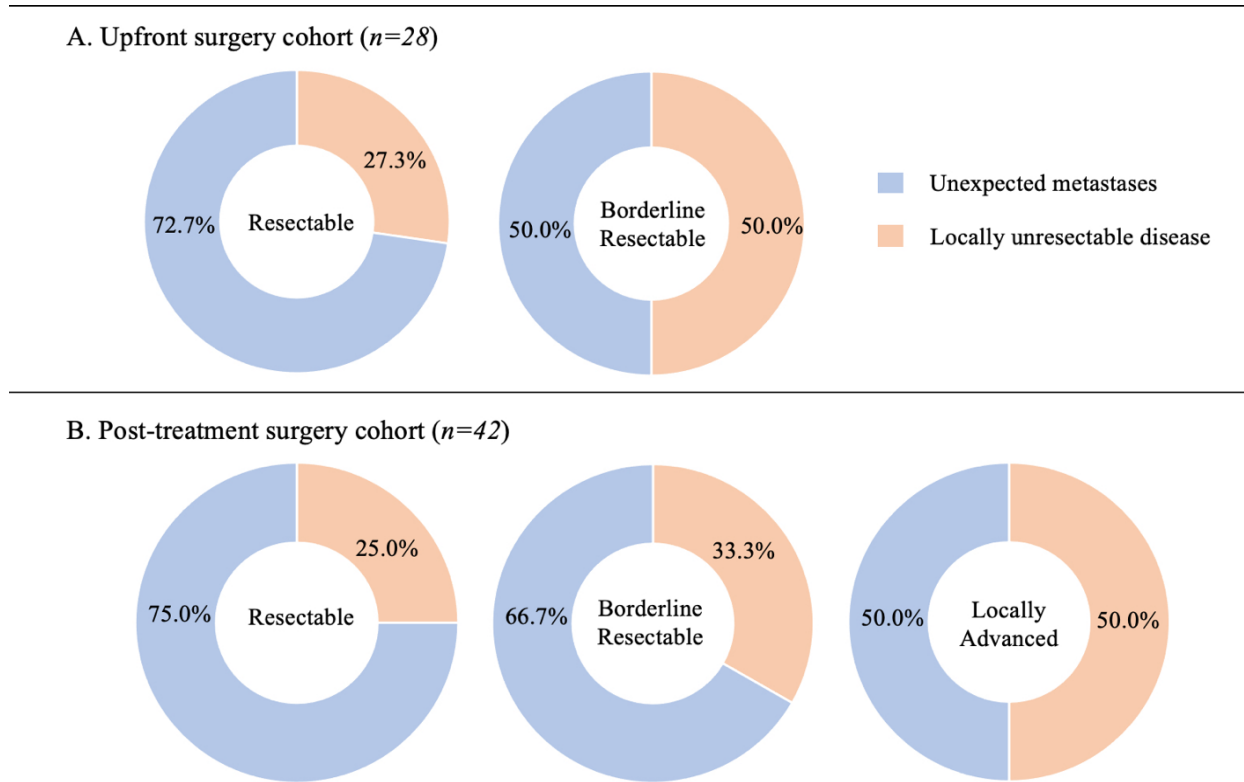 A. Upfront surgery cohort (n=28)
27.3%
72.7%
Resectable
50.0%
Borderline
Resectable
50.0%
Unexpected metastases
Locally unresectable disease
B. Post-treatment surgery cohort (n=42)
25.0%
75.0%
Resectable
33.3%
66.7%
Borderline
Resectable
50.0%
Locally
Advanced
50.0%